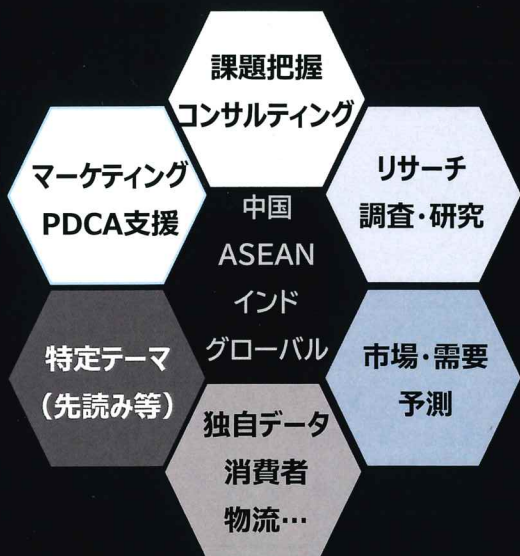 課題把握
コンサルティング
リサーチ
調査・研究
市場・需要
予測
独自データ
消費者
物流…
特定テーマ
（先読み等）
マーケティング
PDCA支援
中国
ASEAN
インド
グローバル